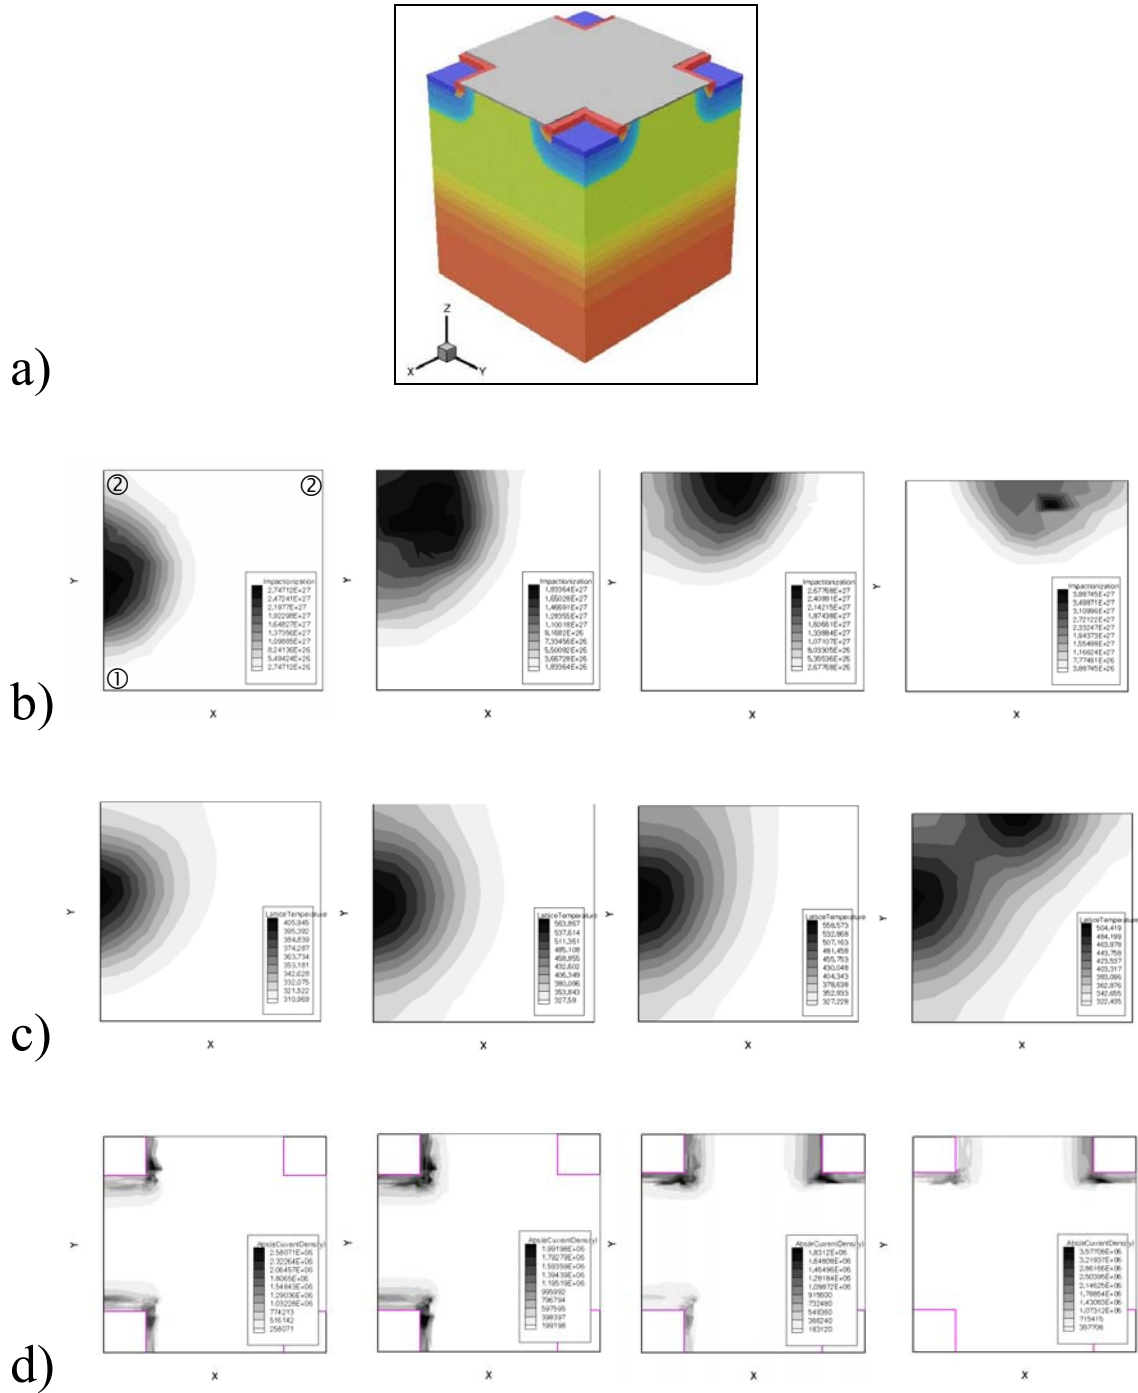 Z
X
Y
a)
② ②
①
Y
Impactionization
2,74712E+27
2,47241E+27
2,1977E+27
1,92298E+27
1,64827E+27
1,37356E+27
1,09885E+27
8,24136E+26
5,49424E+26
2,74712E+26
X
Y
Impactionization
1,83364E+27
1,65028E+27
1,46691E+27
1,28355E+27
1,10018E+27
9,1682E+26
7,33456E+26
5,50092E+26
3,66728E+26
1,83364E+26
X
Y
Impactionization
2,67768E+27
2,40991E+27
2,14215E+27
1,87438E+27
1,60661E+27
1,33884E+27
1,07107E+27
8,03305E+26
5,35536E+26
2,67768E+26
X
Y
Impactionization
3,88745E+27
3,49871E+27
3,10996E+27
2,72122E+27
2,33247E+27
1,94373E+27
1,55498E+27
1,16624E+27
7,77491E+26
3,88745E+26
X
b)
Y
LatticeTemperature
405,945
395,392
384,839
374,287
363,734
353,181
342,628
332,075
321,522
310,969
X
Y
LatticeTemperature
563,867
537,614
511,361
485,108
458,855
432,602
406,349
380,096
353,843
327,59
X
Y
LatticeTemperature
558,573
532,868
507,163
481,458
455,753
430,048
404,343
378,638
352,933
327,228
X
Y
LatticeTemperature
504,419
484,199
463,978
443,758
423,537
403,317
383,096
362,876
342,655
322,435
X
c)
Y
2,58071E+06
2,32264E+06
2,06457E+06
1,8065E+06
1,54843E+06
1,29036E+06
1,03228E+06
774213
516142
258071
X
Y
1,99198E+06
1,79279E+06
1,59359E+06
1,39439E+06
1,19519E+06
995992
796794
597595
398397
199198
X
Y
1,8312E+06
1,64808E+06
1,46496E+06
1,28184E+06
1,09872E+06
915600
732480
549360
366240
183120
X
Y
3,57708E+06
3,21937E+06
2,86166E+06
2,50395E+06
2,14625E+06
1,78854E+06
1,43083E+06
1,07312E+06
715415
357708
X
d)